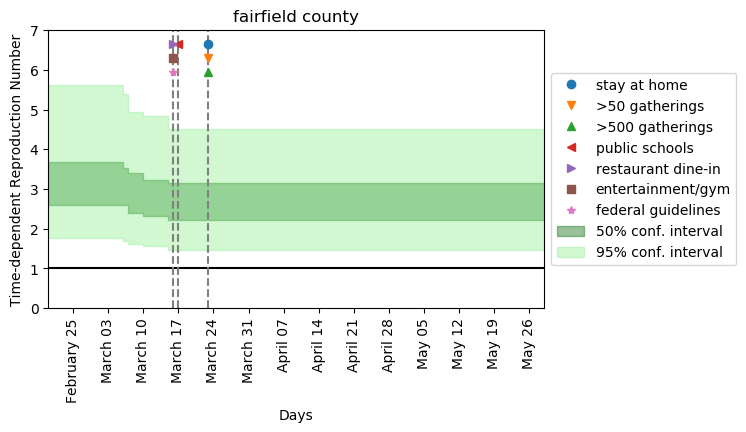 fairfield county
Time-dependent Reproduction Number
7
6
5
4
3
2
1
0
stay at home
>50 gatherings
>500 gatherings
public schools
restaurant dine-in
entertainment/gym
federal guidelines
50% conf. interval
95% conf. interval
February 25
March 03
March 10
March 17
March 24
March 31
April 07
April 14
April 21
April 28
May 05
May 12
May 19
May 26
Days